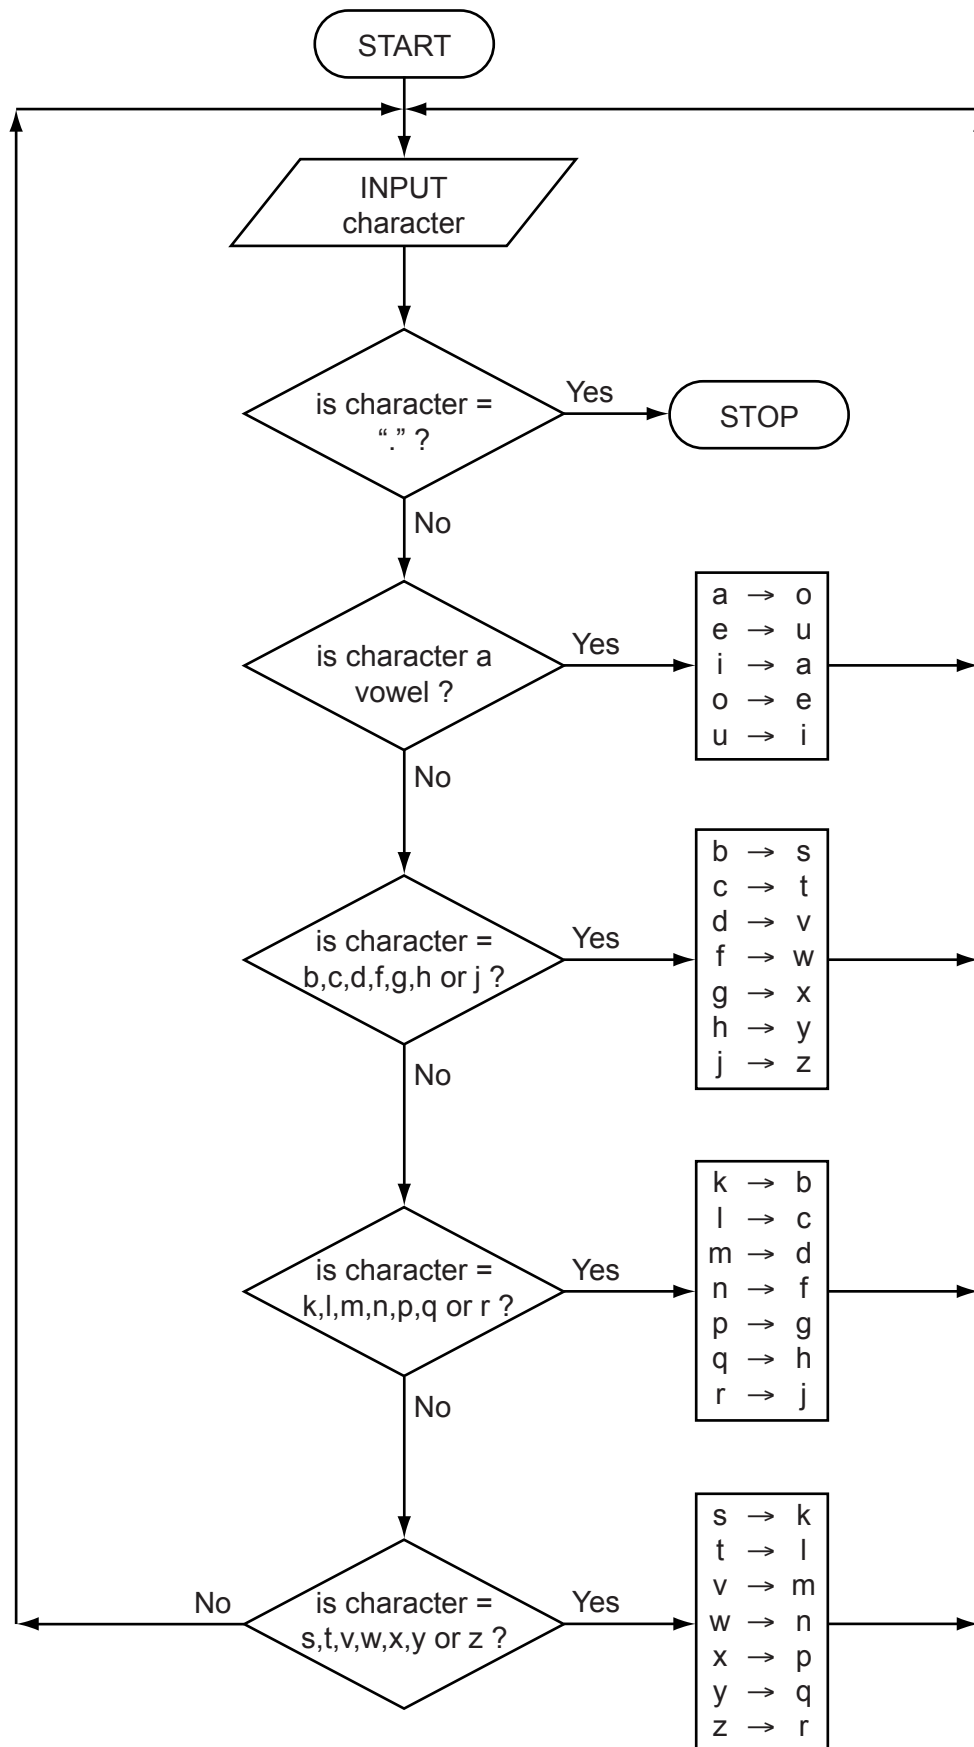 START
INPUT
character
is character =
“.” ?
Yes
STOP
No
is character a
vowel ?
Yes
a → o
e → u
i → a
o → e
u → i
No
is character =
b,c,d,f,g,h or j ?
Yes
b → s
c → t
d → v
f → w
g → x
h → y
j → z
No
is character =
k,l,m,n,p,q or r ?
Yes
k → b
l → c
m → d
n → f
p → g
q → h
r → j
No
is character =
s,t,v,w,x,y or z ?
No
Yes
s → k
t → l
v → m
w → n
x → p
y → q
z → r